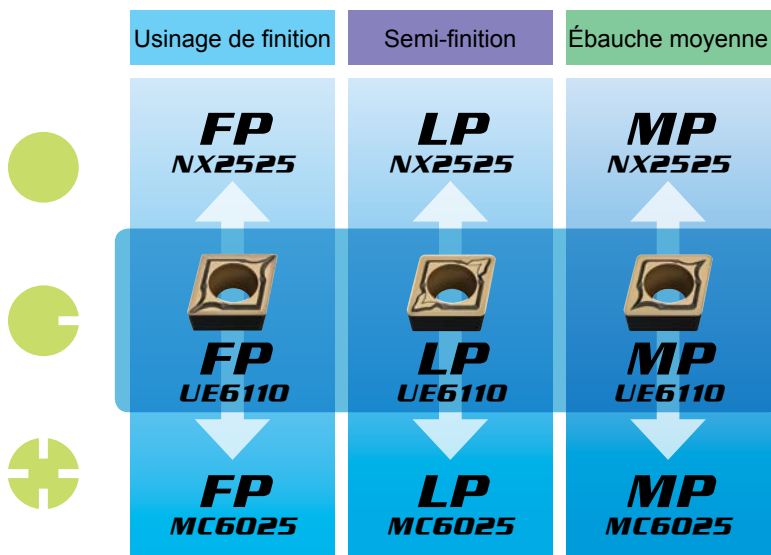 Usinage de finition
Semi-finition
Ébauche moyenne
FP
NX2525
LP
NX2525
MP
NX2525
FP
UE6110
LP
UE6110
MP
UE6110
FP
MC6025
LP
MC6025
MP
MC6025